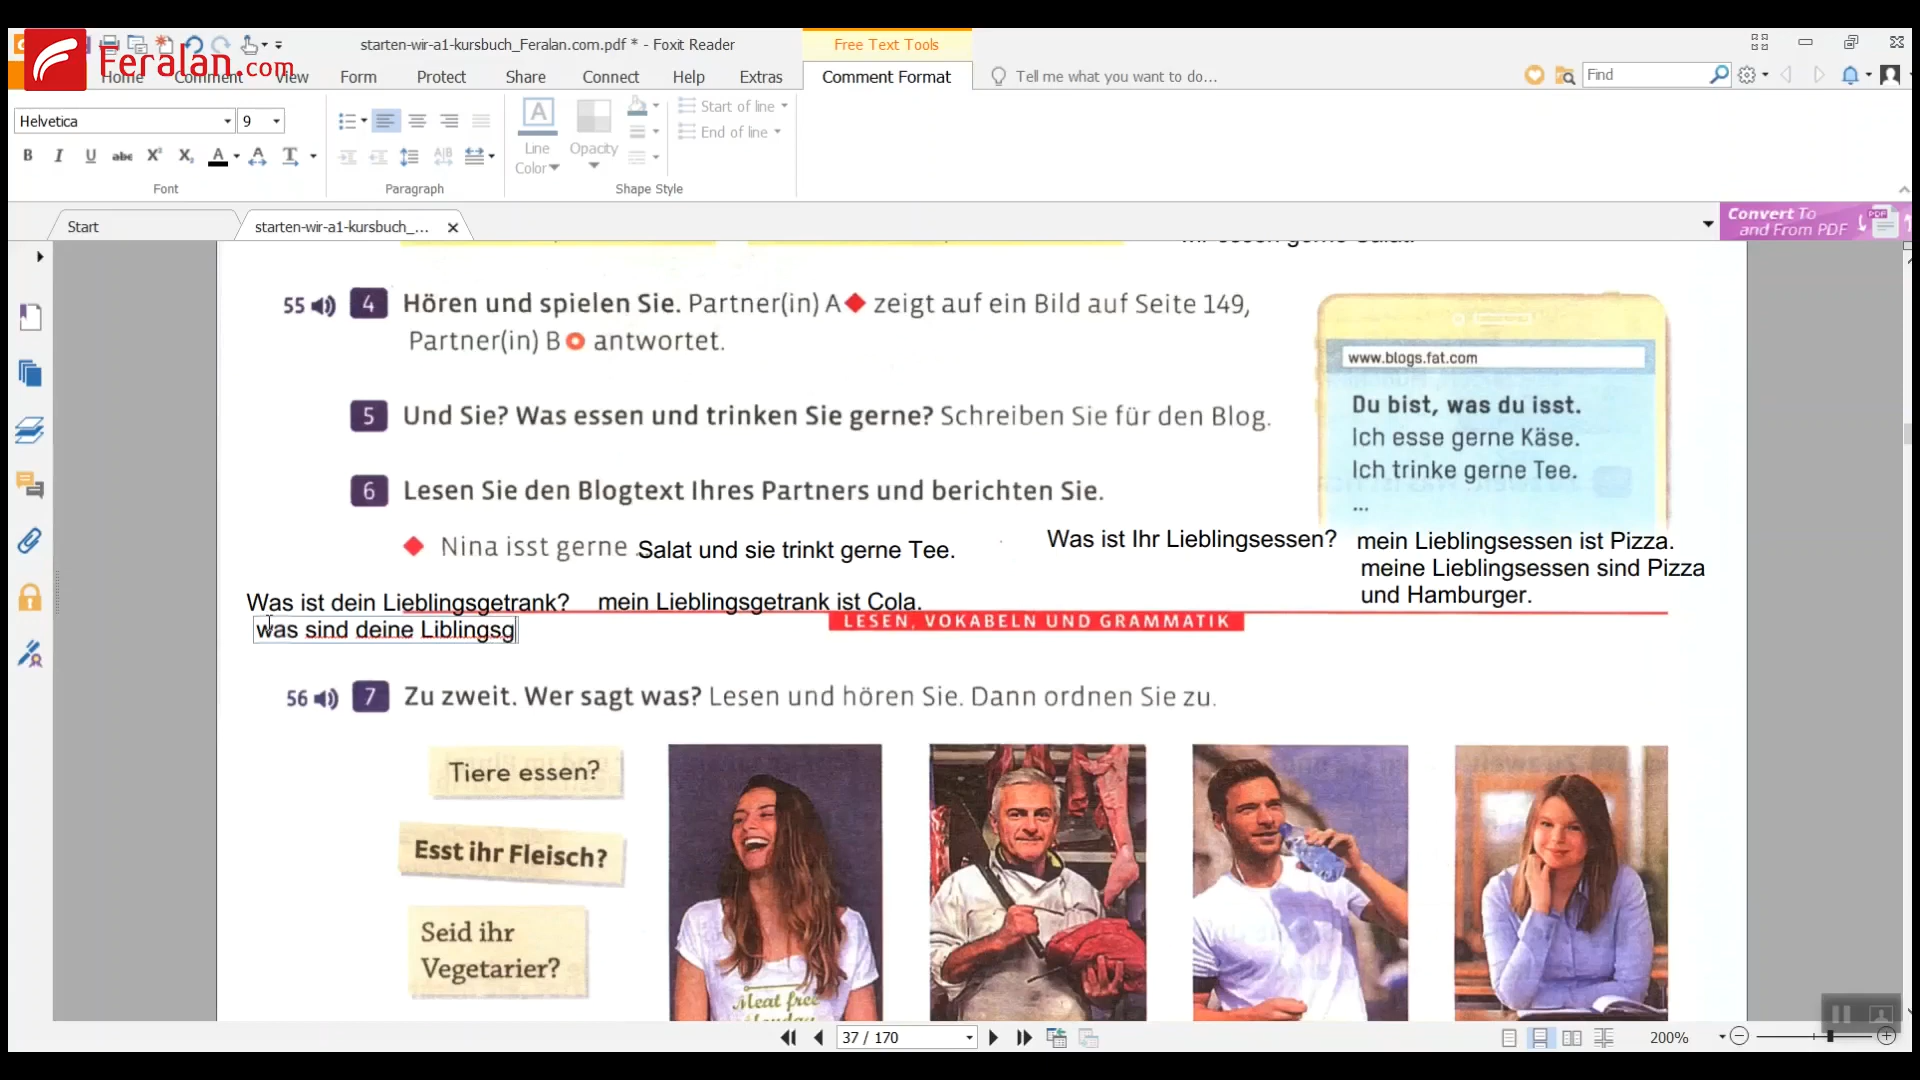 Feralan.com
starten-wir-a1-kursbuch_Feralan.com.pdf * - Foxit Reader
Free Text Tools
Home Comment View Form Protect Share Connect Help Extras Comment Format
Tell me what you want to do...
Find
Helvetica 9
Start of line
End of line
Line Color
Opacity
Font
Paragraph
Shape Style
Start
starten-wir-a1-kursbuch_...
Convert To
and From PDF
55 4 Hören und spielen Sie. Partner(in) A zeigt auf ein Bild auf Seite 149,
Partner(in) B antwortet.
www.blogs.fat.com
Du bist, was du isst.
Ich esse gerne Käse.
Ich trinke gerne Tee.
...
5 Und Sie? Was essen und trinken Sie gerne? Schreiben Sie für den Blog.
6 Lesen Sie den Blogtext Ihres Partners und berichten Sie.
Nina isst gerne Salat und sie trinkt gerne Tee.
Was ist Ihr Lieblingsessen?
mein Lieblingsessen ist Pizza.
meine Lieblingsessen sind Pizza
und Hamburger.
Was ist dein Lieblingsgetrank?
mein Lieblingsgetrank ist Cola.
was sind deine Liblingsg
LESEN, VOKABELN UND GRAMMATIK
56 7 Zu zweit. Wer sagt was? Lesen und hören Sie. Dann ordnen Sie zu.
Tiere essen?
Esst ihr Fleisch?
Seid ihr
Vegetarier?
Meat free
37 / 170
200%